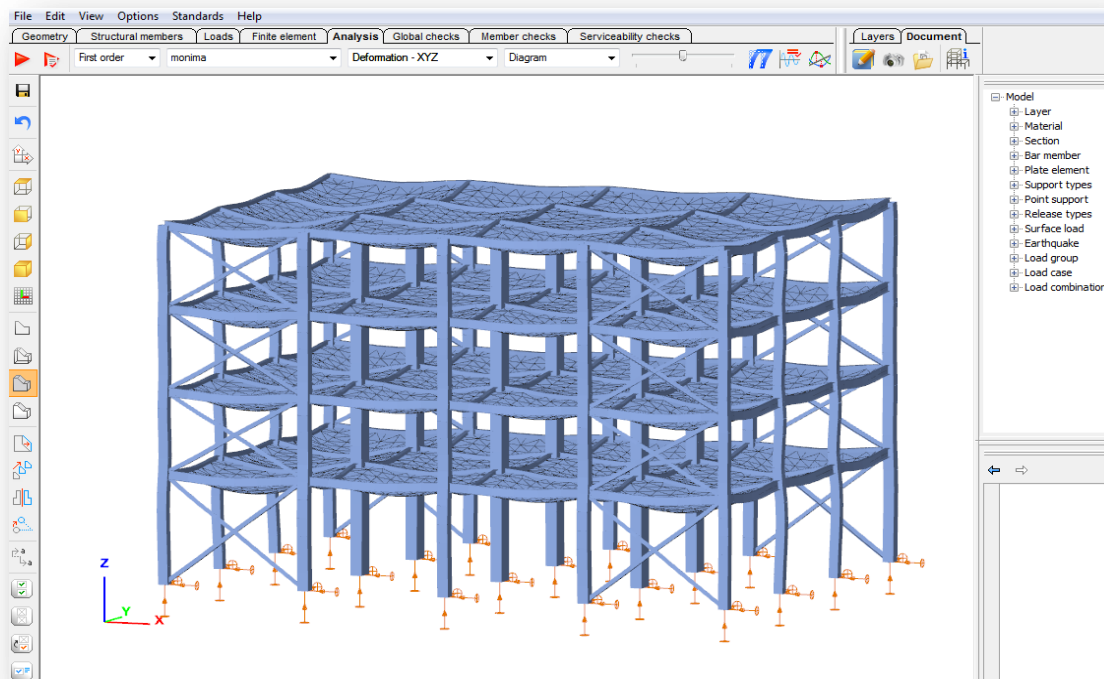 File Edit View Options Standards Help
Geometry Structural members Loads Finite element Analysis Global checks Member checks Serviceability checks Layers Document
First order monima Deformation - XYZ Diagram
Model
Layer
Material
Section
Bar member
Plate element
Support types
Point support
Release types
Surface load
Earthquake
Load group
Load case
Load combination
Z
Y
X